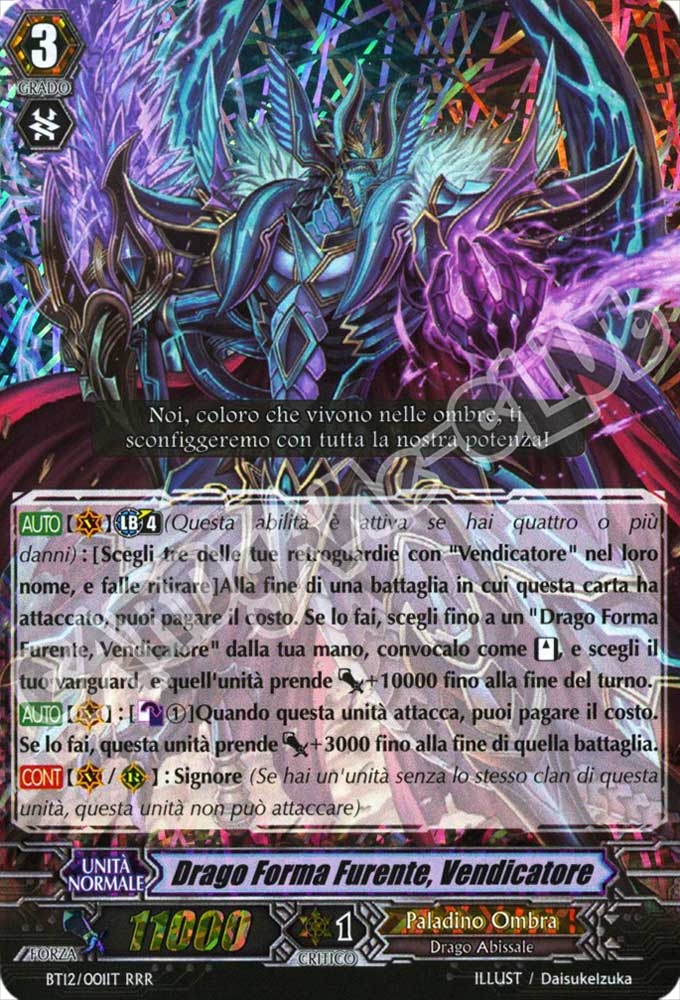 3
GRADO
Noi, coloro che vivono nelle ombre, ti
sconfiggeremo con tutta la nostra potenza!
AUTO [V] LB4 (Questa abilità è attiva se hai quattro o più
danni) : [Scegli tre delle tue retroguardie con "Vendicatore" nel loro
nome, e falle ritirare]Alla fine di una battaglia in cui questa carta ha
attaccato, puoi pagare il costo. Se lo fai, scegli fino a un "Drago Forma
Furente, Vendicatore" dalla tua mano, convocalo come , e scegli il
tuo vanguard, e quell'unità prende +10000 fino alla fine del turno.
AUTO [V] : [ 1]Quando questa unità attacca, puoi pagare il costo.
Se lo fai, questa unità prende +3000 fino alla fine di quella battaglia.
CONT [V / R] : Signore (Se hai un'unità senza lo stesso clan di questa
unità, questa unità non può attaccare)
UNITÀ
NORMALE
Drago Forma Furente, Vendicatore
FORZA
11000
1
CRITICO
Paladino Ombra
Drago Abissale
BT12/001IT RRR
ILLUST / DaisukeIzuka